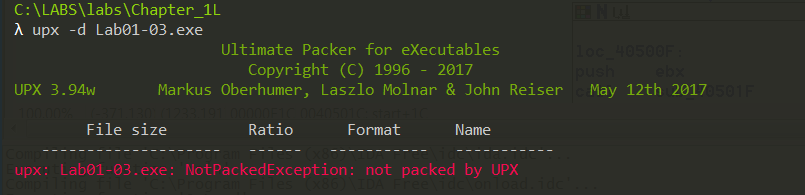 C:\LABS\labs\Chapter_1L
λ upx -d Lab01-03.exe
Ultimate Packer for eXecutables
Copyright (C) 1996 - 2017
UPX 3.94w Markus Oberhumer, Laszlo Molnar & John Reiser May 12th 2017
File size Ratio Format Name
-------------------- ------ ----------- -----------
upx: Lab01-03.exe: NotPackedException: not packed by UPX